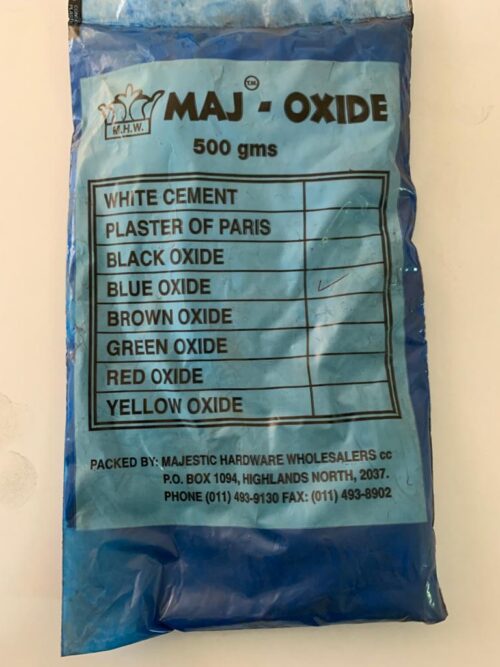 T.M.
MAJ - OXIDE
M.H.W.
500 gms
WHITE CEMENT
PLASTER OF PARIS
BLACK OXIDE
BLUE OXIDE ✓
BROWN OXIDE
GREEN OXIDE
RED OXIDE
YELLOW OXIDE
PACKED BY: MAJESTIC HARDWARE WHOLESALERS cc
P.O. BOX 1094, HIGHLANDS NORTH, 2037.
PHONE (011) 493-9130 FAX: (011) 493-8902